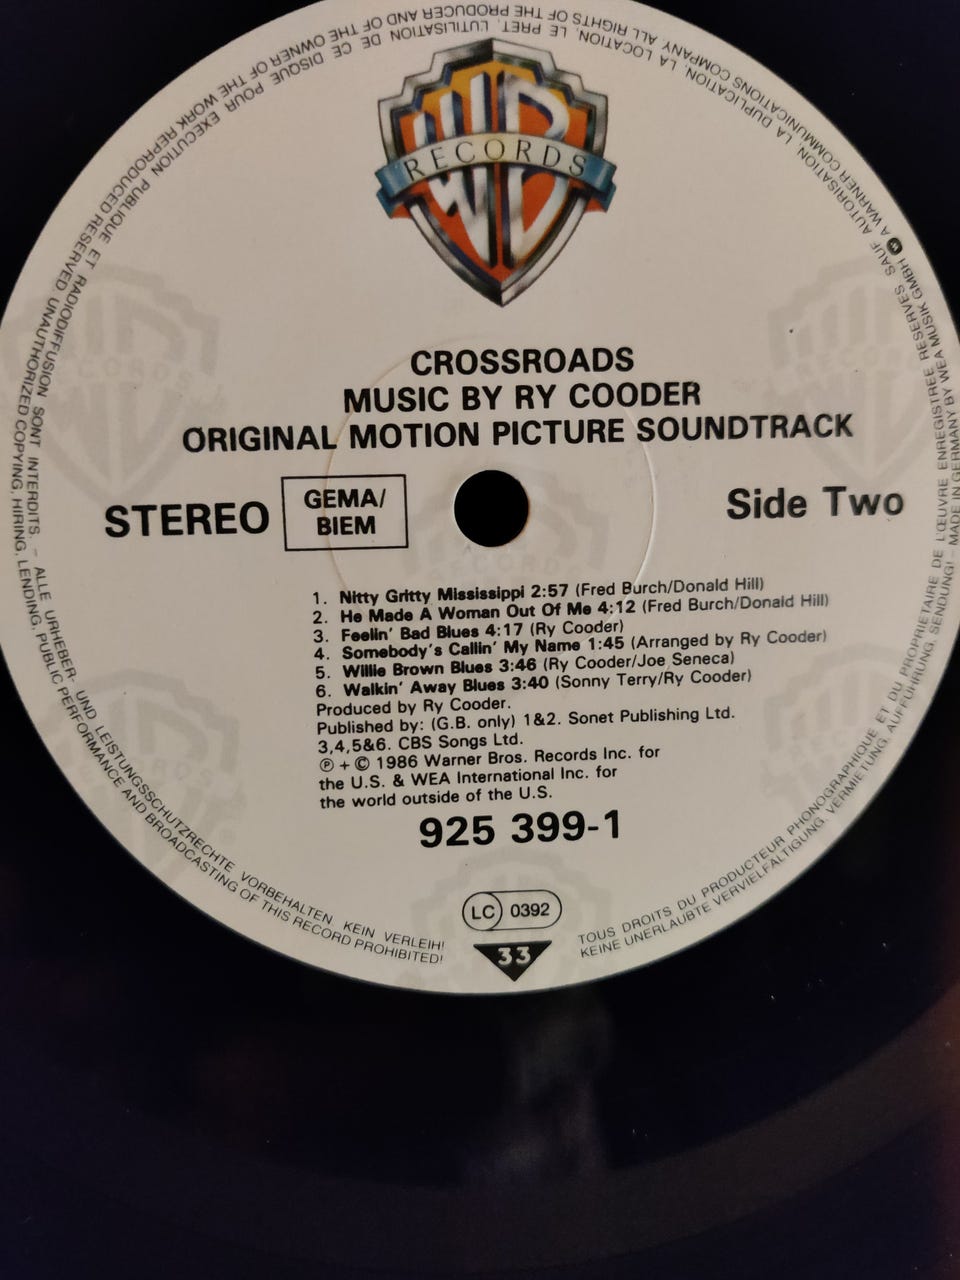 RECORDS
CROSSROADS
MUSIC BY RY COODER
ORIGINAL MOTION PICTURE SOUNDTRACK
STEREO
GEMA/
BIEM
Side Two
1. Nitty Gritty Mississippi 2:57 (Fred Burch/Donald Hill)
2. He Made A Woman Out Of Me 4:12 (Fred Burch/Donald Hill)
3. Feelin' Bad Blues 4:17 (Ry Cooder)
4. Somebody's Callin' My Name 1:45 (Arranged by Ry Cooder)
5. Willie Brown Blues 3:46 (Ry Cooder/Joe Seneca)
6. Walkin' Away Blues 3:40 (Sonny Terry/Ry Cooder)
Produced by Ry Cooder.
Published by: (G.B. only) 1&2. Sonet Publishing Ltd.
3,4,5&6. CBS Songs Ltd.
℗ + © 1986 Warner Bros. Records Inc. for
the U.S. & WEA International Inc. for
the world outside of the U.S.
925 399-1
LC 0392
33
TOUS DROITS DU PRODUCTEUR PHONOGRAPHIQUE ET DU PROPRIETAIRE DE L'ŒUVRE ENREGISTREE RESERVES. SAUF AUTORISATION, LA DUPLICATION, LA LOCATION, LE PRET, L'UTILISATION DE CE DISQUE POUR EXECUTION PUBLIQUE ET RADIODIFFUSION SONT INTERDITS. – ALLE URHEBER- UND LEISTUNGSSCHUTZRECHTE VORBEHALTEN KEIN VERLEIH!
KEINE UNERLAUBTE VERVIELFÄLTIGUNG, VERMIETUNG, AUFFÜHRUNG, SENDUNG! – MADE IN GERMANY BY WEA MUSIK GMBH A WARNER COMMUNICATIONS COMPANY. ALL RIGHTS OF THE PRODUCER AND OF THE OWNER OF THE WORK REPRODUCED RESERVED UNAUTHORIZED COPYING, HIRING, LENDING, PUBLIC PERFORMANCE AND BROADCASTING OF THIS RECORD PROHIBITED!